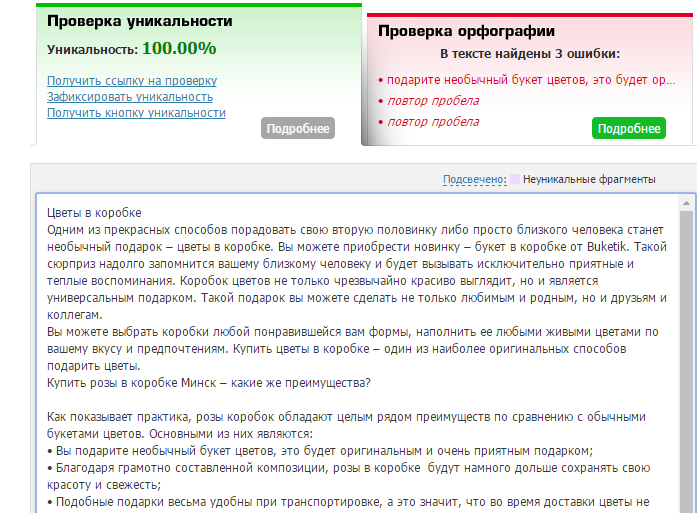 Проверка уникальности
Уникальность: 100.00%
Получить ссылку на проверку
Зафиксировать уникальность
Получить кнопку уникальности
Подробнее
Проверка орфографии
В тексте найдены 3 ошибки:
• подарите необычный букет цветов, это будет ор...
• повтор пробела
• повтор пробела
Подробнее
Подсвечено: Неуникальные фрагменты
Цветы в коробке
Одним из прекрасных способов порадовать свою вторую половинку либо просто близкого человека станет
необычный подарок – цветы в коробке. Вы можете приобрести новинку – букет в коробке от Buketik. Такой
сюрприз надолго запомнится вашему близкому человеку и будет вызывать исключительно приятные и
теплые воспоминания. Коробок цветов не только чрезвычайно красиво выглядит, но и является
универсальным подарком. Такой подарок вы можете сделать не только любимым и родным, но и друзьям и
коллегам.
Вы можете выбрать коробки любой понравившейся вам формы, наполнить ее любыми живыми цветами по
вашему вкусу и предпочтениям. Купить цветы в коробке – один из наиболее оригинальных способов
подарить цветы.
Купить розы в коробке Минск – какие же преимущества?
Как показывает практика, розы коробок обладают целым рядом преимуществ по сравнению с обычными
букетами цветов. Основными из них являются:
• Вы подарите необычный букет цветов, это будет оригинальным и очень приятным подарком;
• Благодаря грамотно составленной композиции, розы в коробке  будут намного дольше сохранять свою
красоту и свежесть;
• Подобные подарки весьма удобны при транспортировке, а это значит, что во время доставки цветы не